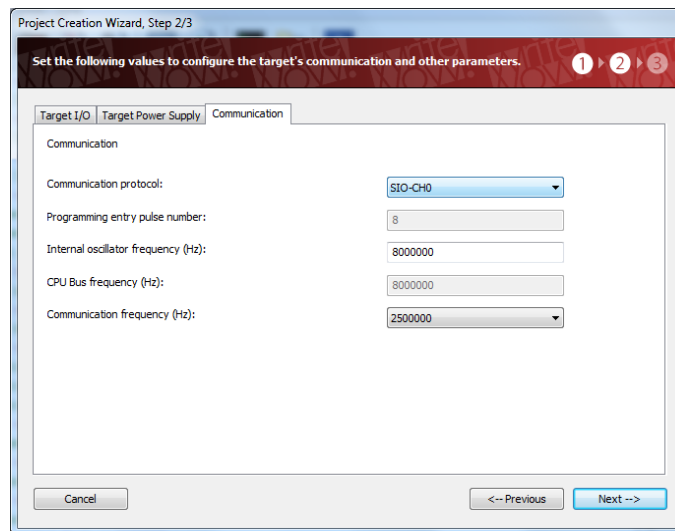 Project Creation Wizard, Step 2/3
Set the following values to configure the target's communication and other parameters.
1 2 3
Target I/O Target Power Supply Communication
Communication
Communication protocol: SIO-CH0
Programming entry pulse number: 8
Internal oscillator frequency (Hz): 8000000
CPU Bus frequency (Hz): 8000000
Communication frequency (Hz): 2500000
Cancel <-- Previous Next -->